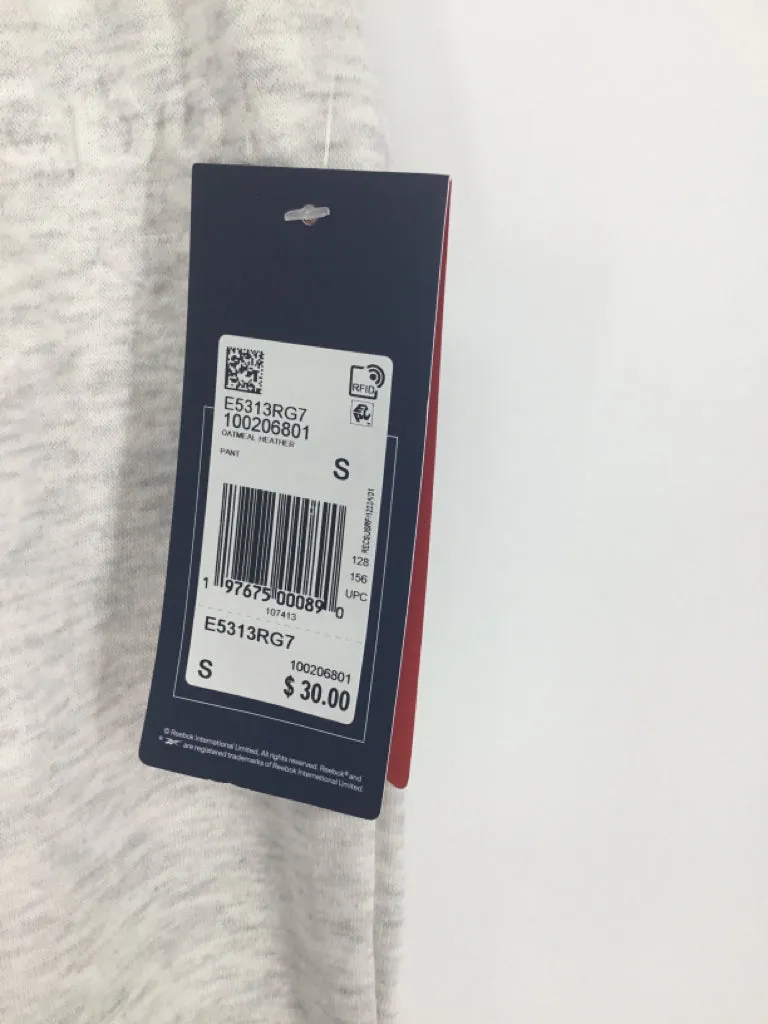 RFID
E5313RG7
100206801
OATMEAL HEATHER
PANT
S
128
156
UPC
1 97675 00089 0
107413
E5313RG7
100206801
S
$ 30.00
© Reebok International Limited, All rights reserved. Reebok® and
are registered trademarks of Reebok International Limited.